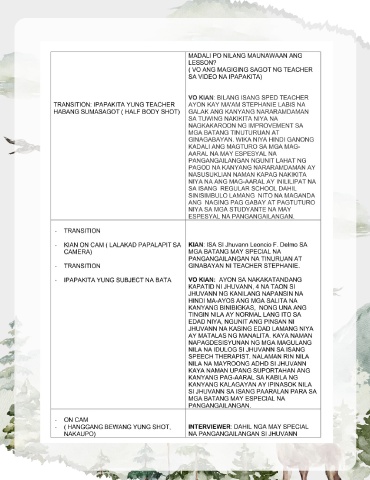 MADALI PO NILANG MAUNAWAAN ANG
LESSON?
( VO ANG MAGIGING SAGOT NG TEACHER
SA VIDEO NA IPAPAKITA)
TRANSITION: IPAPAKITA YUNG TEACHER
HABANG SUMASAGOT ( HALF BODY SHOT)
VO KIAN: BILANG ISANG SPED TEACHER
AYON KAY MA'AM STEPHANIE LABIS NA
GALAK ANG KANYANG NARARAMDAMAN
SA TUWING NAKIKITA NIYA NA
NAGKAKAROON NG IMPROVEMENT SA
MGA BATANG TINUTURUAN AT
GINAGABAYAN. WIKA NIYA HINDI GANONG
KADALI ANG MAGTURO SA MGA MAG-
AARAL NA MAY ESPESYAL NA
PANGANGAILANGAN NGUNIT LAHAT NG
PAGOD NA KANYANG NARARAMDAMAN AY
NASUSUKLIAN NAMAN KAPAG NAKIKITA
NIYA NA ANG MAG-AARAL AY INILILIPAT NA
SA ISANG REGULAR SCHOOL DAHIL
SINISIMBULO LAMANG NITO NA MAGANDA
ANG NAGING PAG GABAY AT PAGTUTURO
NIYA SA MGA STUDYANTE NA MAY
ESPESYAL NA PANGANGAILANGAN.
- TRANSITION
- KIAN ON CAM ( LALAKAD PAPALAPIT SA
CAMERA)
- TRANSITION
- IPAPAKITA YUNG SUBJECT NA BATA
KIAN: ISA SI Jhuvann Leoncio F. Delmo SA
MGA BATANG MAY SPECIAL NA
PANGANGAILANGAN NA TINURUAN AT
GINABAYAN NI TEACHER STEPHANIE.
VO KIAN: AYON SA NAKAKATANDANG
KAPATID NI JHUVANN, 4 NA TAON SI
JHUVANN NG KANILANG NAPANSIN NA
HINDI MA-AYOS ANG MGA SALITA NA
KANYANG BINIBIGKAS, NONG UNA ANG
TINGIN NILA AY NORMAL LANG ITO SA
EDAD NIYA, NGUNIT ANG PINSAN NI
JHUVANN NA KASING EDAD LAMANG NIYA
AY MATALAS NG MANALITA. KAYA NAMAN
NAPAGDESISYUNAN NG MGA MAGULANG
NILA NA IDULOG SI JHUVANN SA ISANG
SPEECH THERAPIST. NALAMAN RIN NILA
NILA NA MAYROONG ADHD SI JHUVANN
KAYA NAMAN UPANG SUPORTAHAN ANG
KANYANG PAG-AARAL SA KABILA NG
KANYANG KALAGAYAN AY IPINASOK NILA
SI JHUVANN SA ISANG PAARALAN PARA SA
MGA BATANG MAY ESPECIAL NA
PANGANGAILANGAN.
- ON CAM
- ( HANGGANG BEWANG YUNG SHOT,
NAKAUPO)
INTERVIEWER: DAHIL NGA MAY SPECIAL
NA PANGANGAILANGAN SI JHUVANN